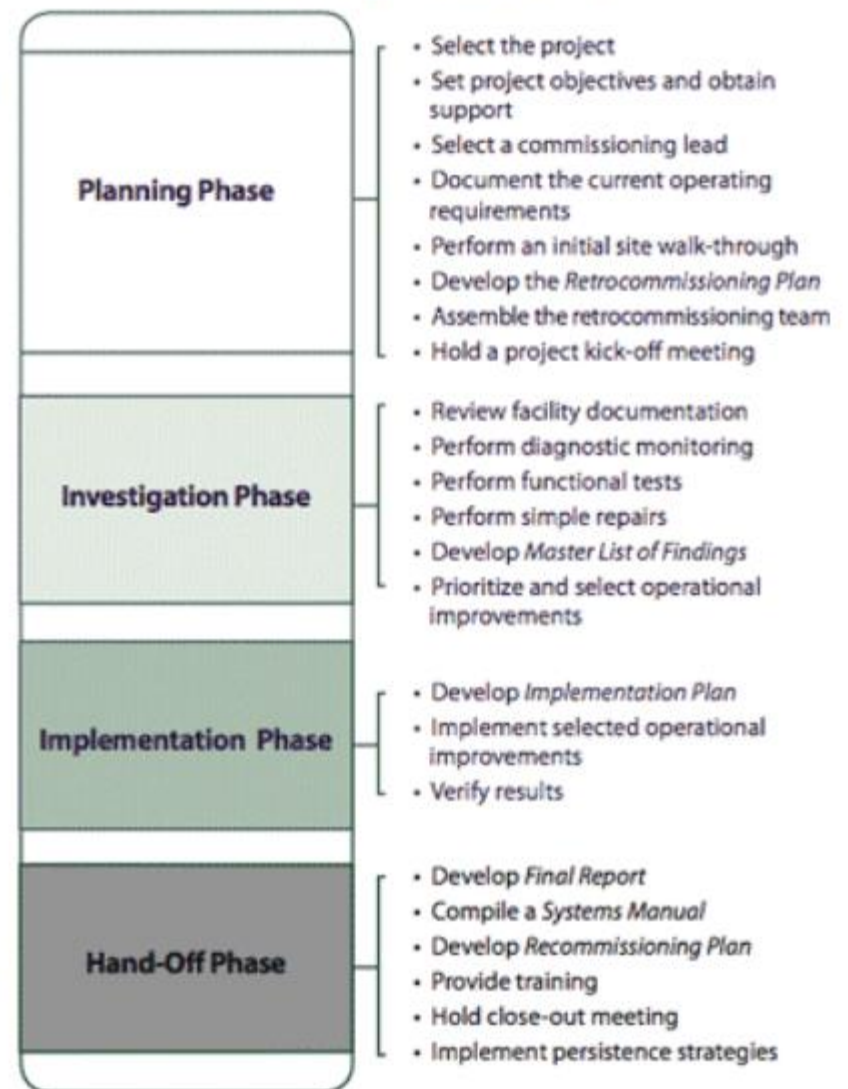 Planning Phase
• Select the project
• Set project objectives and obtain
support
• Select a commissioning lead
• Document the current operating
requirements
• Perform an initial site walk-through
• Develop the Retrocommissioning Plan
• Assemble the retrocommissioning team
• Hold a project kick-off meeting
Investigation Phase
• Review facility documentation
• Perform diagnostic monitoring
• Perform functional tests
• Perform simple repairs
• Develop Master List of Findings
• Prioritize and select operational
improvements
Implementation Phase
• Develop Implementation Plan
• Implement selected operational
improvements
• Verify results
Hand-Off Phase
• Develop Final Report
• Compile a Systems Manual
• Develop Recommissioning Plan
• Provide training
• Hold close-out meeting
• Implement persistence strategies